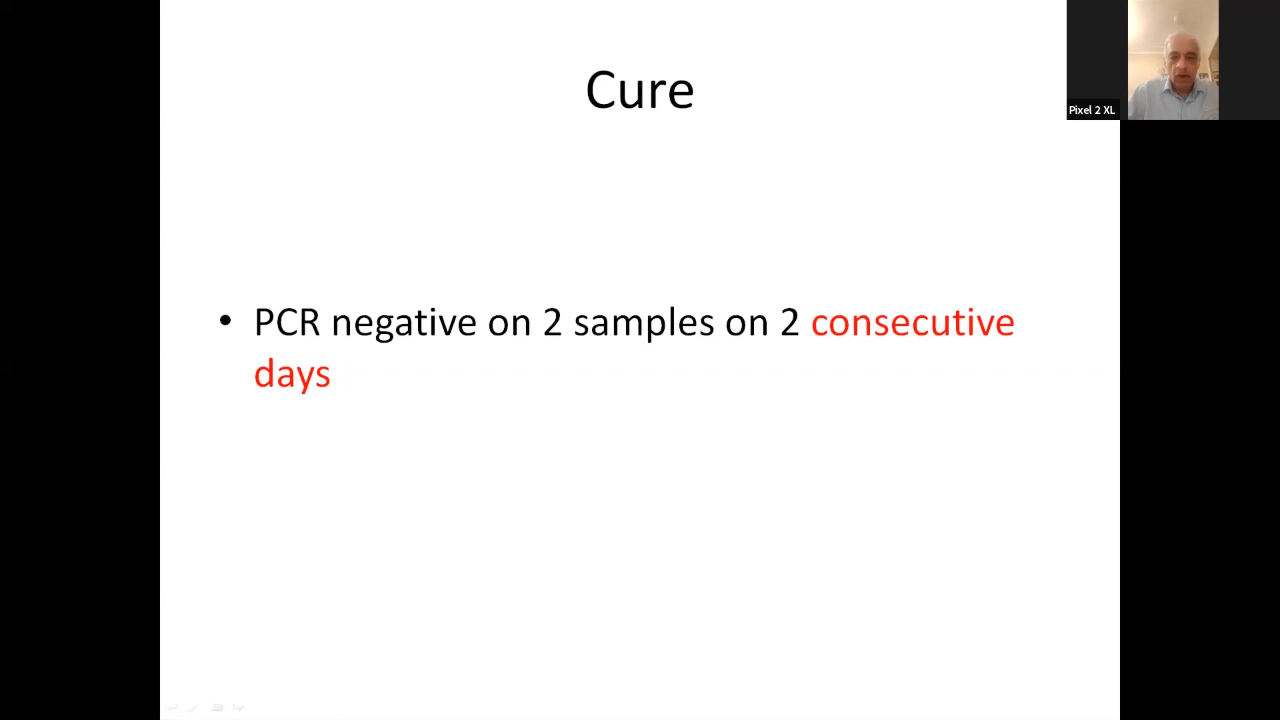 Cure
Pixel 2 XL
• PCR negative on 2 samples on 2 consecutive
days